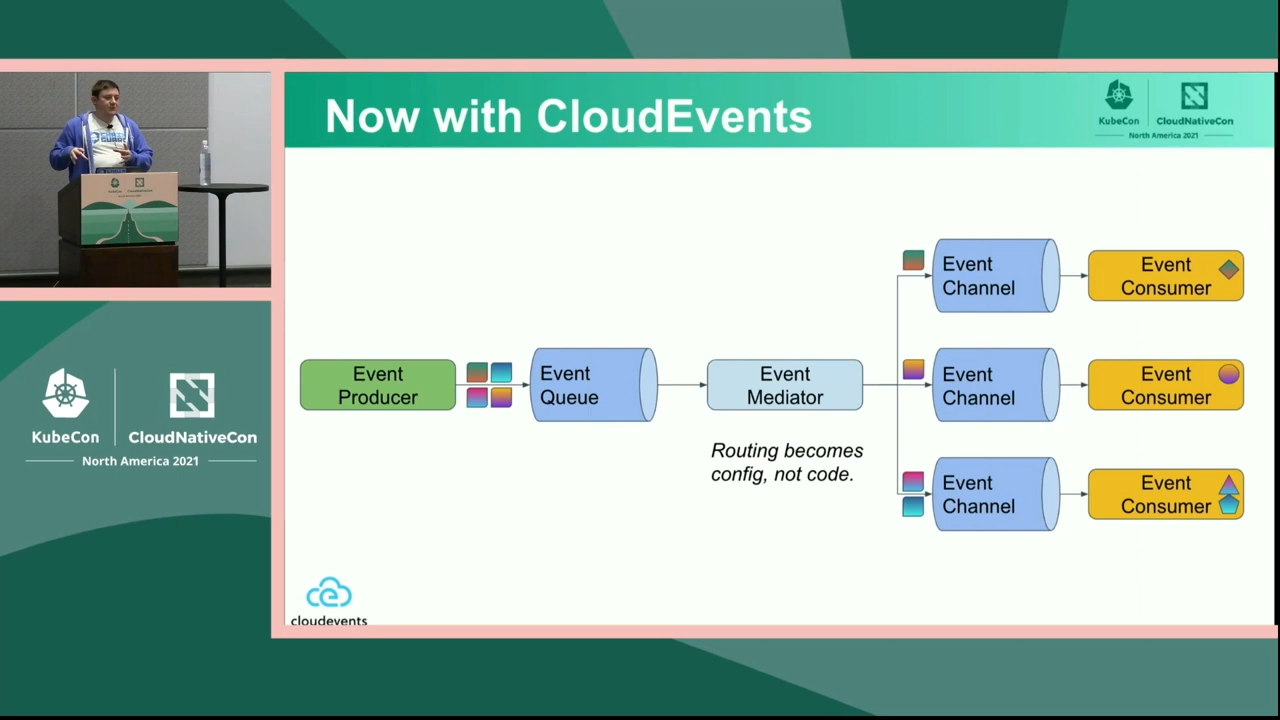 Now with CloudEvents
KubeCon
CloudNativeCon
North America 2021
Event
Producer
Event
Queue
Event
Mediator
Routing becomes
config, not code.
Event
Channel
Event
Consumer
Event
Channel
Event
Consumer
Event
Channel
Event
Consumer
cloudevents
KubeCon
CloudNativeCon
North America 2021